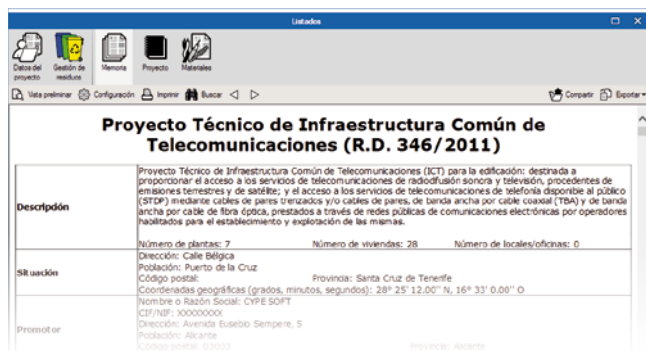 Listados
Datos del proyecto
Gestión de residuos
Memoria
Proyecto
Materiales
Vista preliminar Configuración Imprimir Buscar Compartir Exportar
Proyecto Técnico de Infraestructura Común de
Telecomunicaciones (R.D. 346/2011)
Descripción
Proyecto Técnico de Infraestructura Común de Telecomunicaciones (ICT) para la edificación: destinada a
proporcionar el acceso a los servicios de telecomunicaciones de radiodifusión sonora y televisión, procedentes de
emisiones terrestres y de satélite; y el acceso a los servicios de telecomunicaciones de telefonía disponible al público
(STDP) mediante cables de pares trenzados y/o cables de pares, de banda ancha por cable coaxial (TBA) y de banda
ancha por cable de fibra óptica, prestados a través de redes públicas de comunicaciones electrónicas por operadores
habilitados para el establecimiento y explotación de las mismas.
Número de plantas: 7 Número de viviendas: 28 Número de locales/oficinas: 0
Situación
Dirección: Calle Bélgica
Población: Puerto de la Cruz
Código postal: Provincia: Santa Cruz de Tenerife
Coordenadas geográficas (grados, minutos, segundos): 28° 25' 12.00'' N, 16° 33' 0.00'' O
Promotor
Nombre o Razón Social: CYPE SOFT
CIF/NIF: XXXXXXXX
Dirección: Avenida Eusebio Sempere, 5
Población: Alicante
Código postal: 03003 Provincia: Alicante